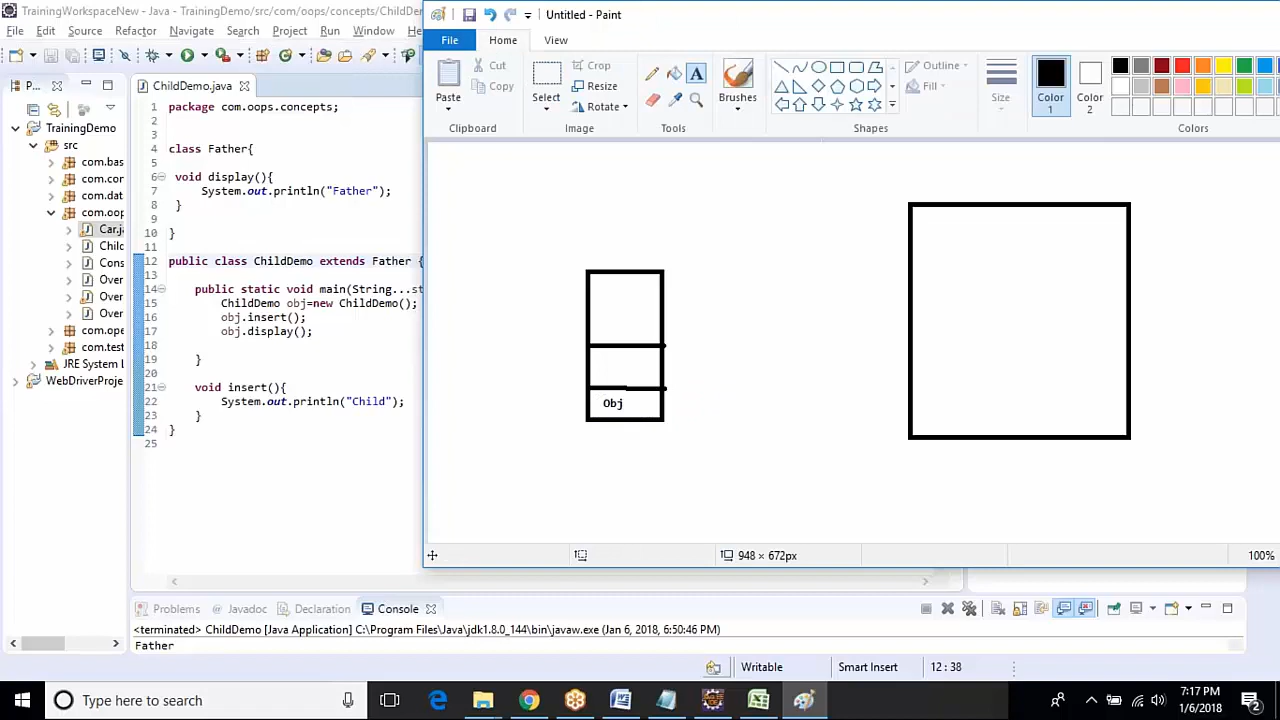 TrainingWorkspaceNew - Java - TrainingDemo/src/com/oops/concepts/ChildDemo
File Edit Source Refactor Navigate Search Project Run Window He
P...
TrainingDemo
src
com.bas
com.cor
com.dat
com.oop
Car.j
Child
Cons
Over
Over
Over
com.ope
com.test
JRE System L
WebDriverProje
ChildDemo.java
1 package com.oops.concepts;
2
3
4 class Father{
5
6 void display(){
7 System.out.println("Father");
8 }
9
10 }
11
12 public class ChildDemo extends Father {
13
14 public static void main(String...st
15 ChildDemo obj=new ChildDemo();
16 obj.insert();
17 obj.display();
18
19 }
20
21 void insert(){
22 System.out.println("Child");
23 }
24 }
25
Untitled - Paint
File Home View
Paste
Cut
Copy
Clipboard
Select
Crop
Resize
Rotate
Image
A
Tools
Brushes
Outline
Fill
Shapes
Size
Color
1
Color
2
Colors
Obj
948 × 672px
100%
Problems Javadoc Declaration Console
<terminated> ChildDemo [Java Application] C:\Program Files\Java\jdk1.8.0_144\bin\javaw.exe (Jan 6, 2018, 6:50:46 PM)
Father
Writable Smart Insert 12 : 38
Type here to search
7:17 PM
1/6/2018
2